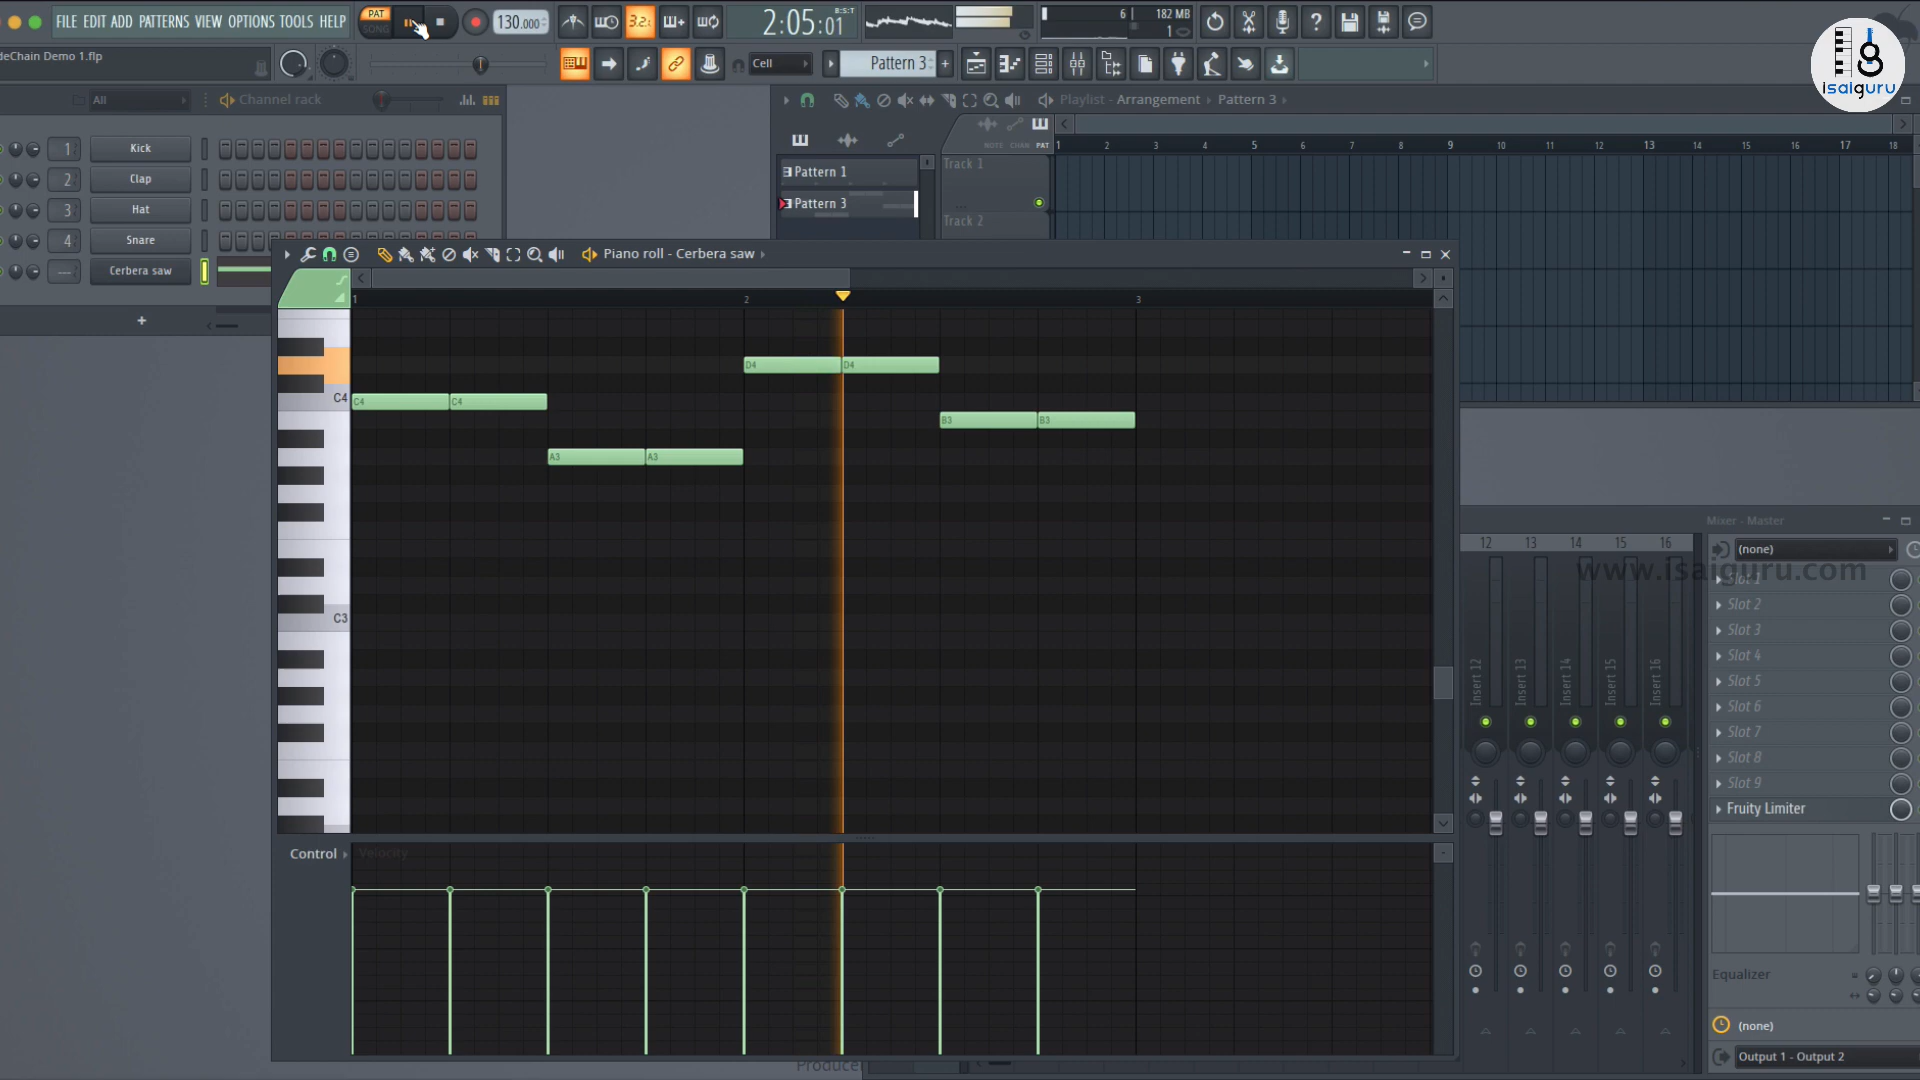 FILE EDIT ADD PATTERNS VIEW OPTIONS TOOLS HELP
PAT
SONG
130.000
3.2.
2:05:01
B:S:T
6
182 MB
1
isaiguru
deChain Demo 1.flp
Cell
Pattern 3
All
Channel rack
Playlist - Arrangement › Pattern 3
NOTE CHAN PAT
1 2 3 4 5 6 7 8 9 10 11 12 13 14 15 16 17 18
1 Kick
2 Clap
3 Hat
4 Snare
--- Cerbera saw
Pattern 1
Pattern 3
Track 1
Track 2
Piano roll - Cerbera saw
1 2 3
D4 D4
C4
C4 C4
B3 B3
A3 A3
C3
Control
Velocity
Mixer - Master
12 13 14 15 16
(none)
www.isaiguru.com
Slot 1
Slot 2
Slot 3
Slot 4
Slot 5
Slot 6
Slot 7
Slot 8
Slot 9
Fruity Limiter
Insert 12
Insert 13
Insert 14
Insert 15
Insert 16
Equalizer
(none)
Output 1 - Output 2
Producer